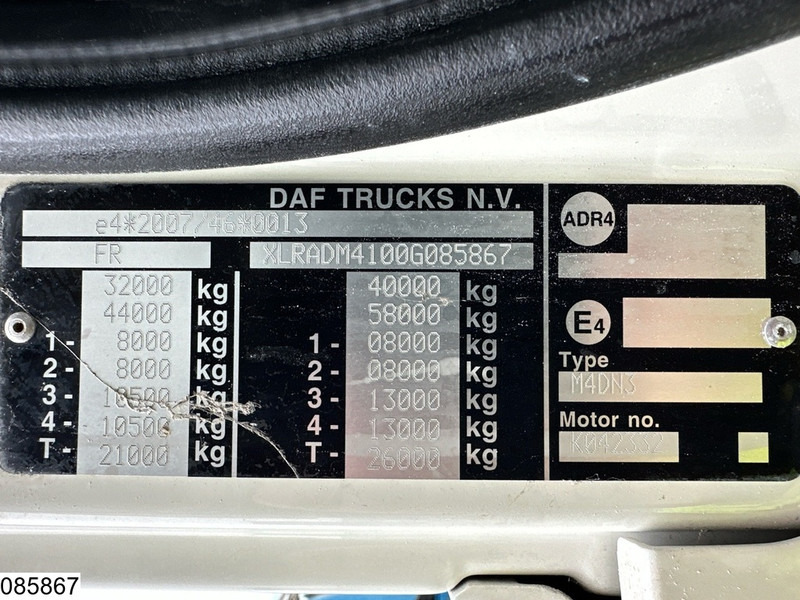 DAF TRUCKS N.V.
e4*2007/46*0013
FR XLRADM4100G085867
32000 kg 40000 kg
44000 kg 58000 kg
1- 8000 kg 1- 08000 kg
2- 8000 kg 2- 08000 kg
3- 10500 kg 3- 13000 kg
4- 10500 kg 4- 13000 kg
T- 21000 kg T- 26000 kg
ADR4
E4
Type
M4DN3
Motor no.
K042332
085867